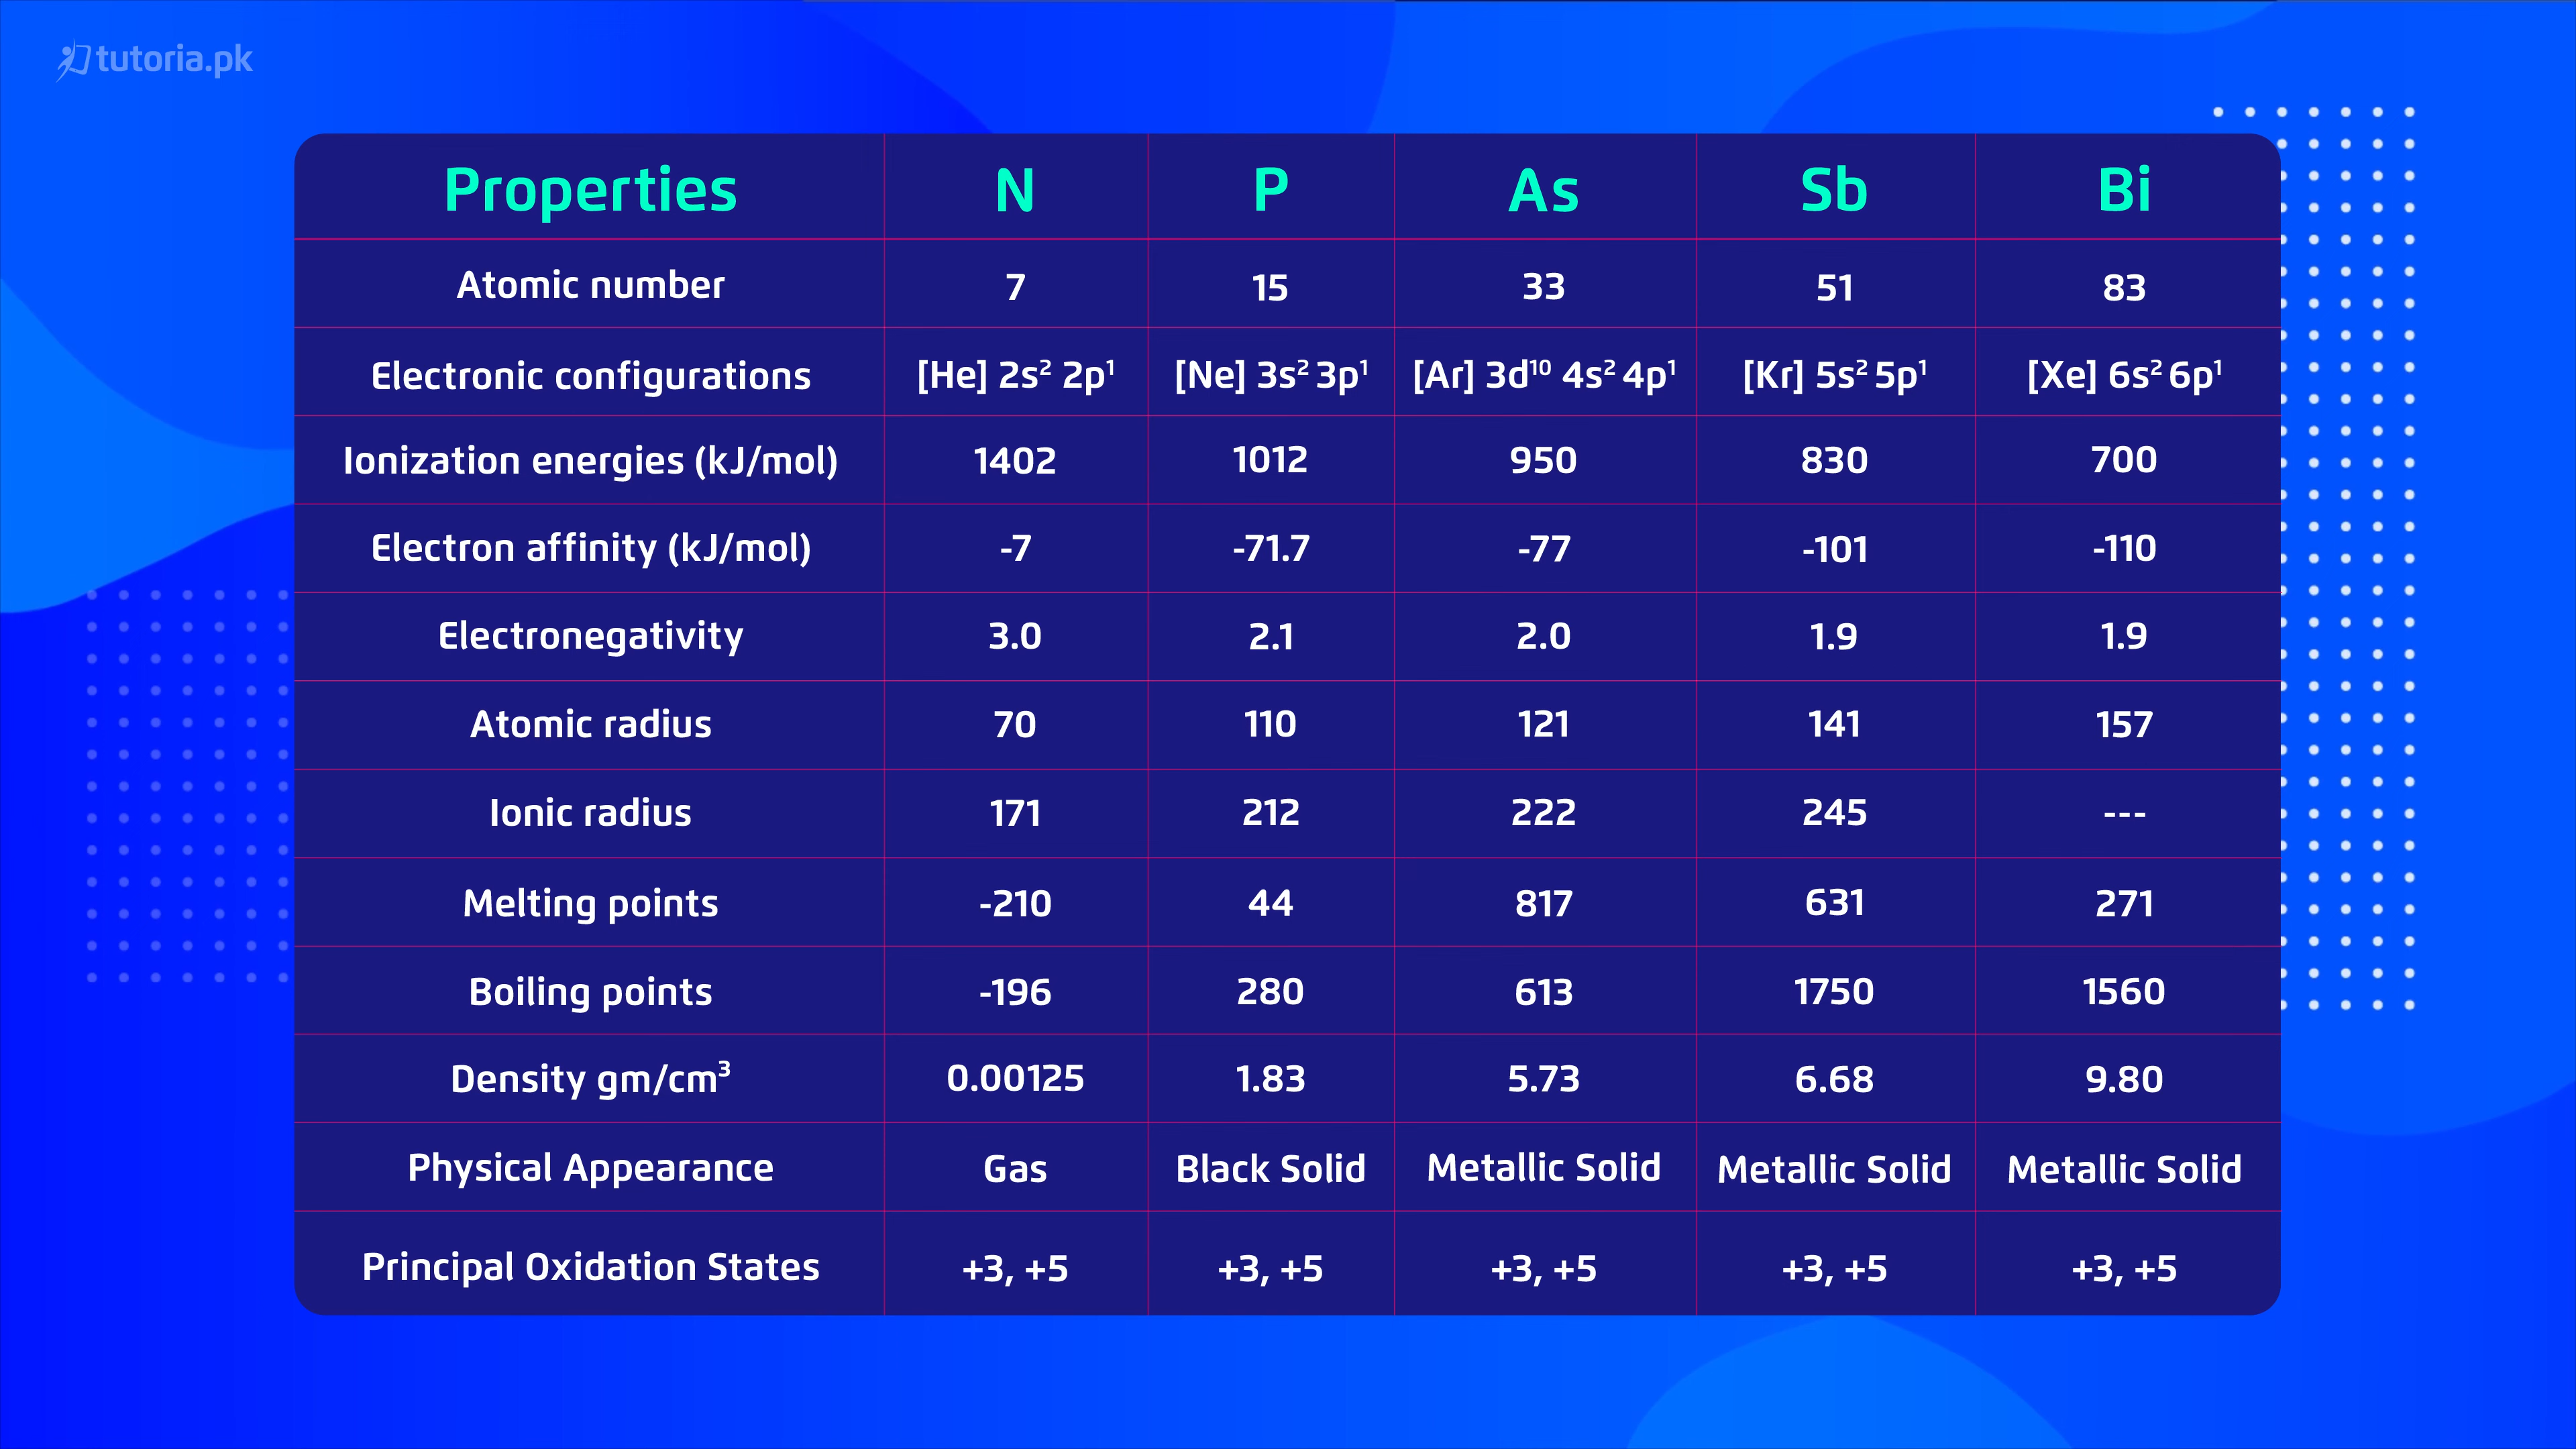 tutoria.pk
Properties N P As Sb Bi
Atomic number 7 15 33 51 83
Electronic configurations [He] 2s² 2p¹ [Ne] 3s² 3p¹ [Ar] 3d¹⁰ 4s² 4p¹ [Kr] 5s² 5p¹ [Xe] 6s² 6p¹
Ionization energies (kJ/mol) 1402 1012 950 830 700
Electron affinity (kJ/mol) -7 -71.7 -77 -101 -110
Electronegativity 3.0 2.1 2.0 1.9 1.9
Atomic radius 70 110 121 141 157
Ionic radius 171 212 222 245 ---
Melting points -210 44 817 631 271
Boiling points -196 280 613 1750 1560
Density gm/cm³ 0.00125 1.83 5.73 6.68 9.80
Physical Appearance Gas Black Solid Metallic Solid Metallic Solid Metallic Solid
Principal Oxidation States +3, +5 +3, +5 +3, +5 +3, +5 +3, +5